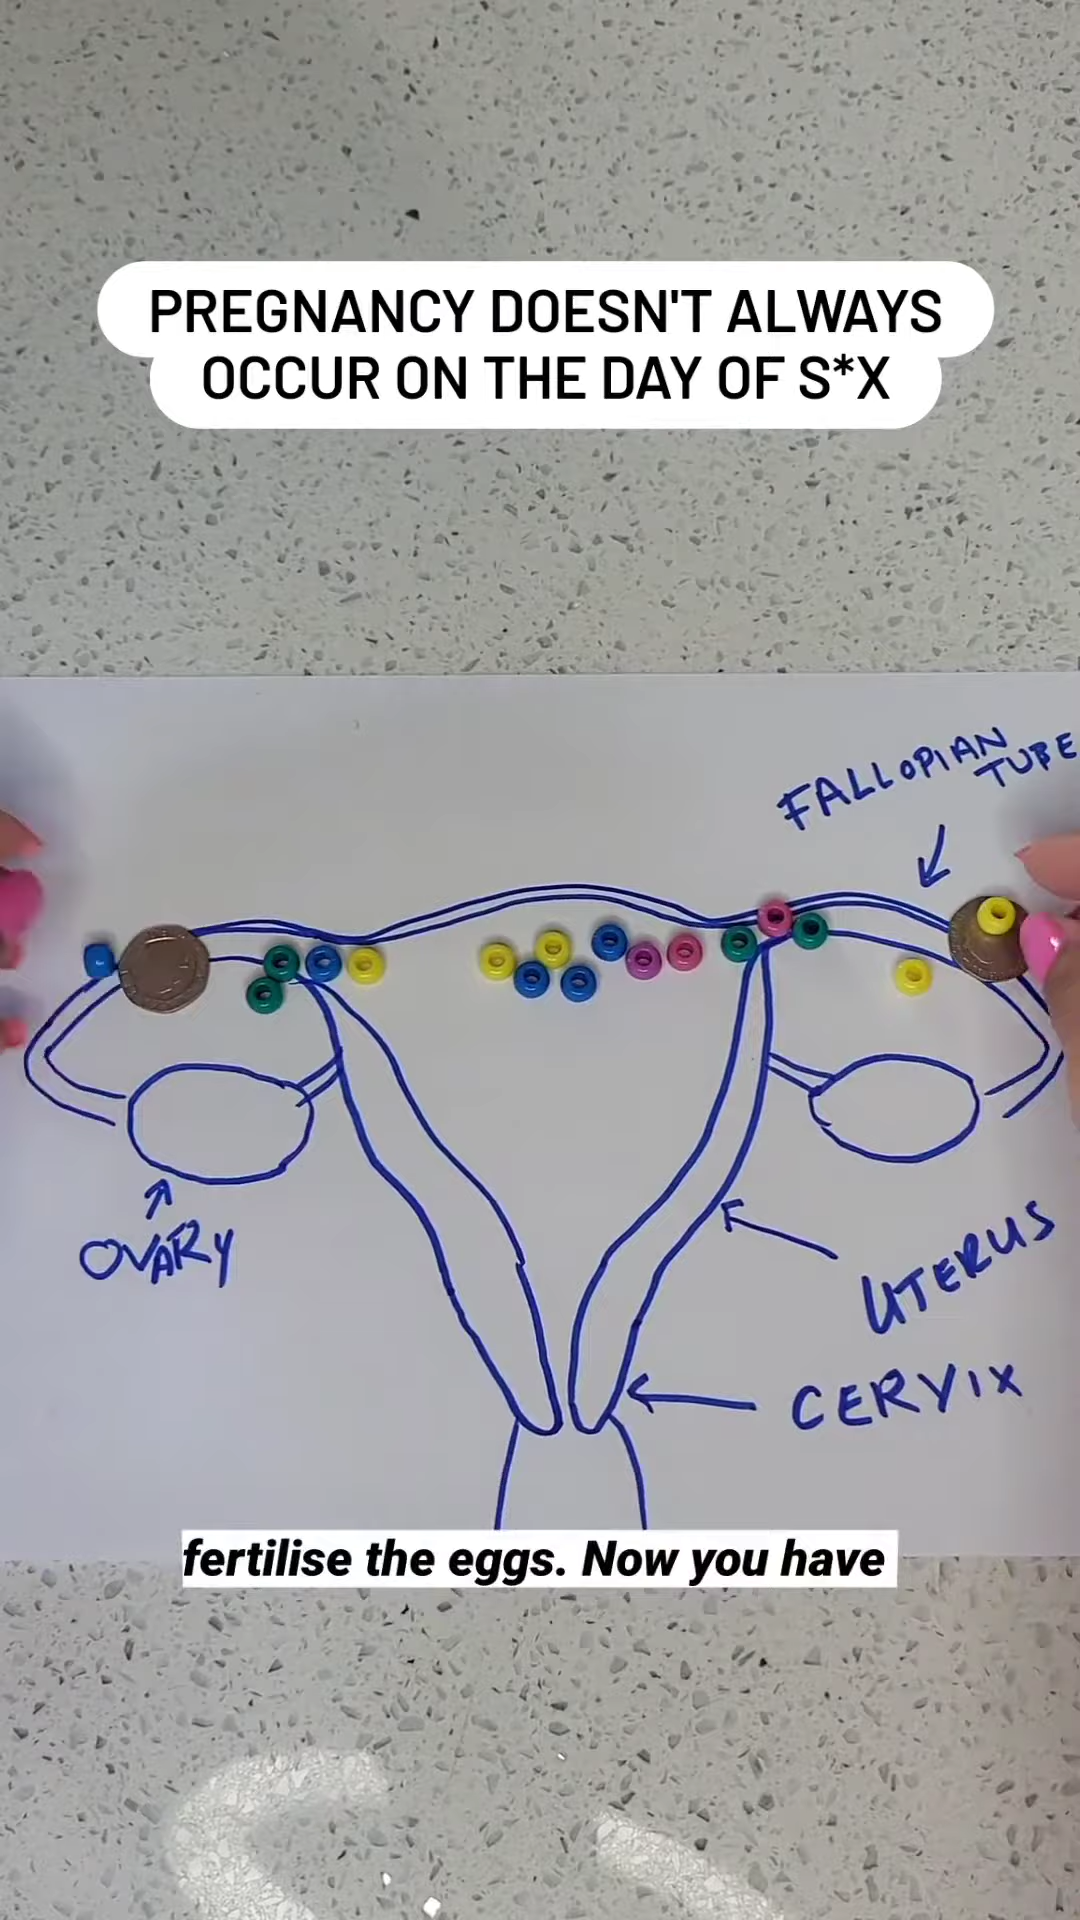 PREGNANCY DOESN'T ALWAYS
OCCUR ON THE DAY OF S*X
FALLOPIAN
TUBE
OVARY
UTERUS
CERVIX
fertilise the eggs. Now you have